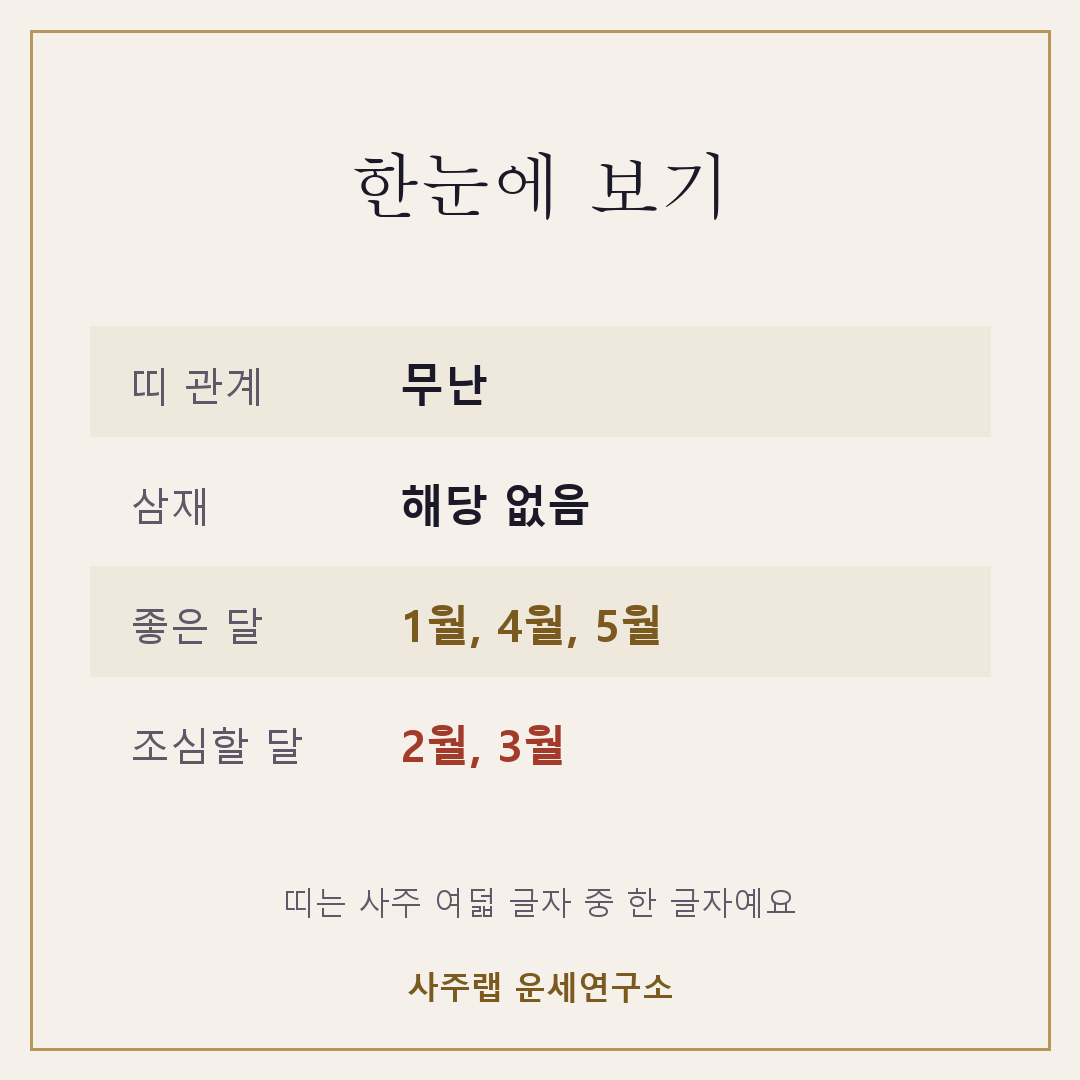 한눈에 보기
띠 관계 무난
삼재 해당 없음
좋은 달 1월, 4월, 5월
조심할 달 2월, 3월
띠는 사주 여덟 글자 중 한 글자예요
사주랩 운세연구소